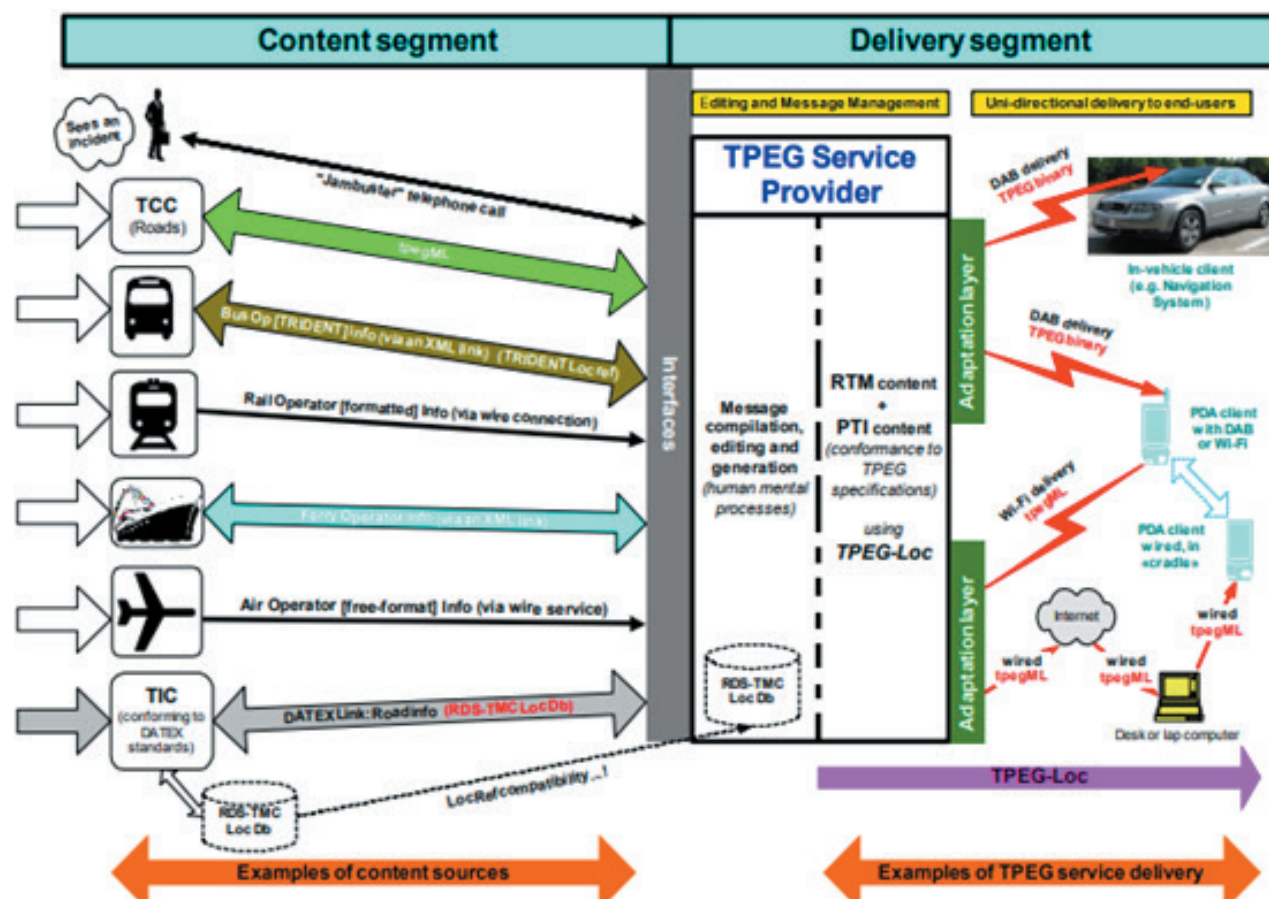 Content segment
Delivery segment
Editing and Message Management
Uni-directional delivery to end-users
Sees an
incident
"Jambuster" telephone call
TCC
(Roads)
tpegML
Bus Op [TRIDENT] Info (via an XML link) (TRIDENT Loc ref)
Rail Operator [formatted] Info (via wire connection)
Ferry Operator Info (via an XML link)
Air Operator [free-format] Info (via wire service)
TIC
(conforming to
DATEX
standards)
DATEX Link: Road info (RDS-TMC Loc Db)
RDS-TMC
Loc Db
LocRef compatibility...!
Interfaces
TPEG Service
Provider
Message
compilation,
editing and
generation
(human mental
processes)
RDS-TMC
Loc Db
RTM content
+
PTI content
(conformance to
TPEG
specifications)
using
TPEG-Loc
Adaptation layer
Adaptation layer
DAB delivery
TPEG binary
In-vehicle client
(e.g. Navigation
System)
DAB delivery
TPEG binary
PDA client
with DAB
or Wi-Fi
Wi-Fi delivery
tpegML
PDA client
wired, in
«cradle»
Internet
wired
tpegML
wired
tpegML
wired
tpegML
Desk or lap computer
TPEG-Loc
Examples of content sources
Examples of TPEG service delivery